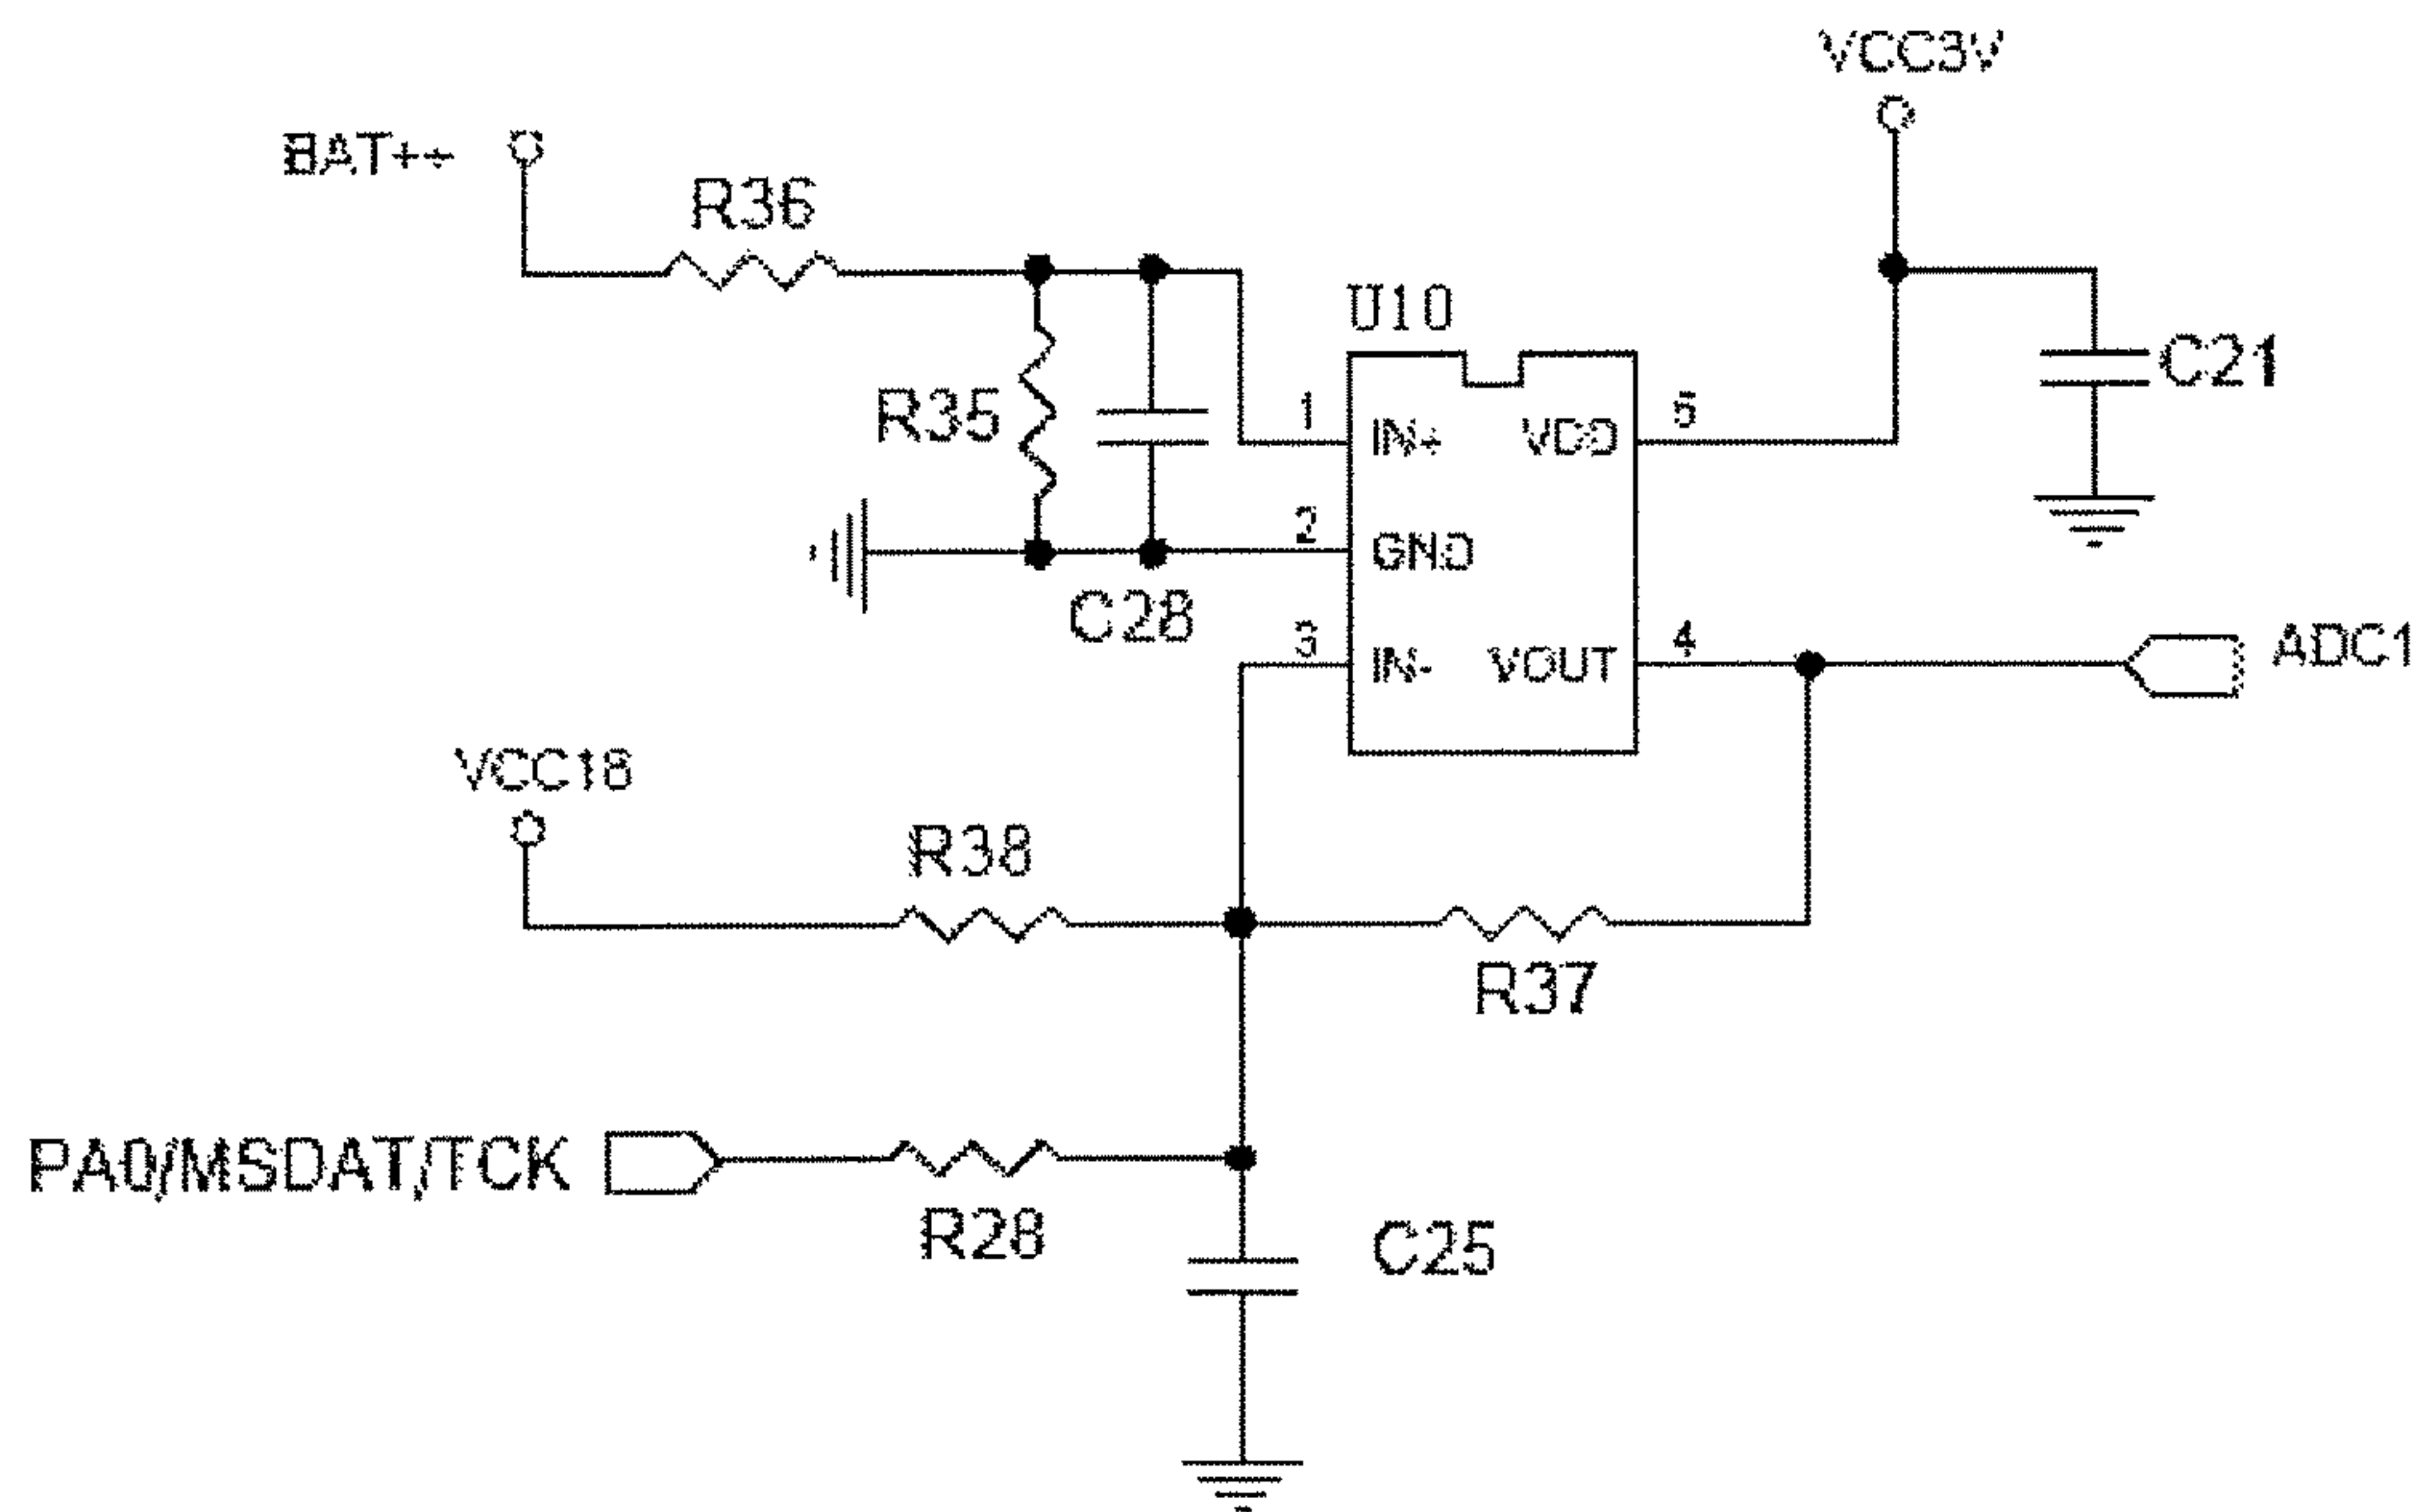 VCC3V
BAT++
R36
U10
C21
R35
1
IN+
VDD
5
2
GND
C28
3
IN-
VOUT
4
ADC1
VCC18
R38
R37
PA0/MSDAT/TCK
R28
C25